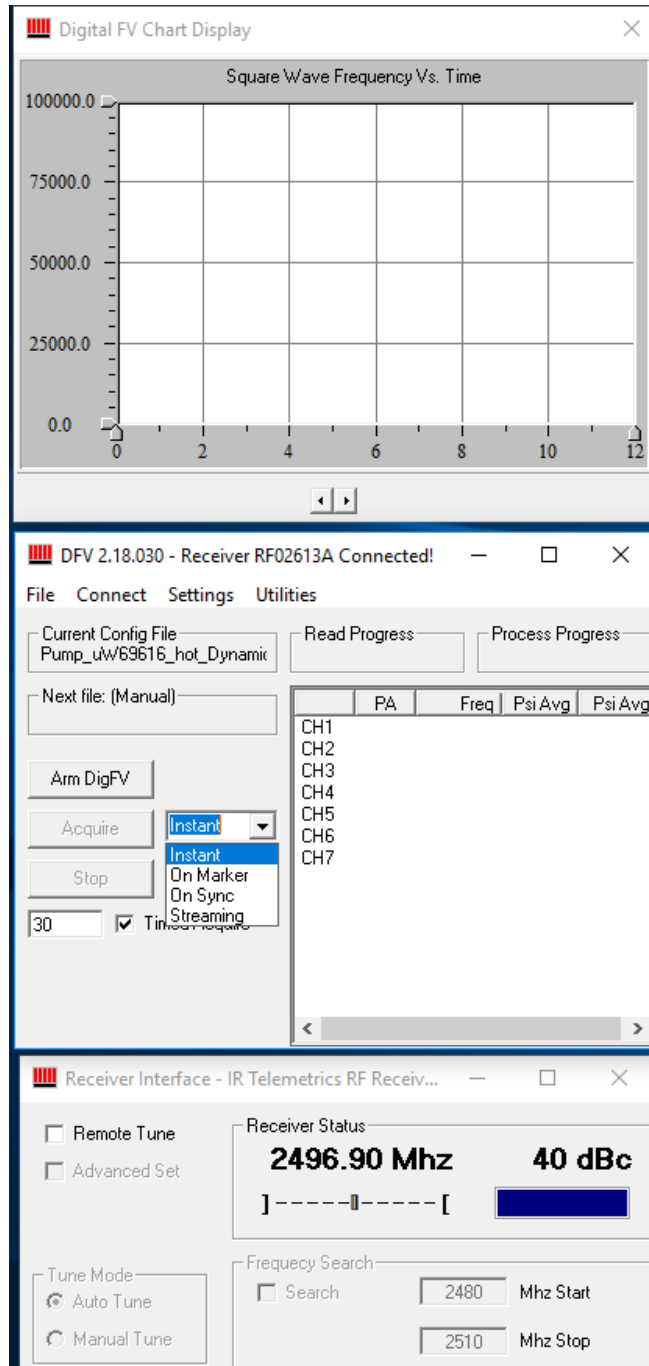 Digital FV Chart Display
Square Wave Frequency Vs. Time
100000.0
75000.0
50000.0
25000.0
0.0
0 2 4 6 8 10 12
DFV 2.18.030 - Receiver RF02613A Connected!
File Connect Settings Utilities
Current Config File
Pump_uW69616_hot_Dynamic
Read Progress
Process Progress
Next file: (Manual)
PA Freq Psi Avg Psi Avg
CH1
CH2
CH3
CH4
CH5
CH6
CH7
Arm DigFV
Acquire
Instant
Instant
On Marker
On Sync
Streaming
Stop
30
Timed Acquire
Receiver Interface - IR Telemetrics RF Receiv...
Remote Tune
Advanced Set
Receiver Status
2496.90 Mhz 40 dBc
]-----||-----[
Tune Mode
Auto Tune
Manual Tune
Frequecy Search
Search
2480 Mhz Start
2510 Mhz Stop